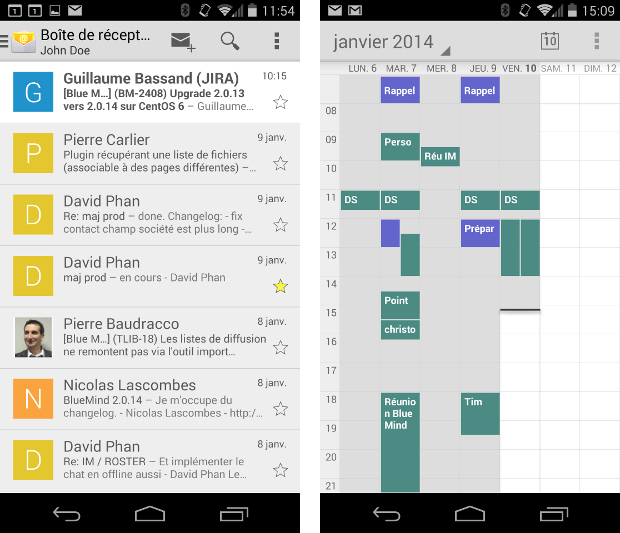 1 1 11:54
Boîte de récept...
John Doe
G
Guillaume Bassand (JIRA) 10:15
[Blue M...] (BM-2408) Upgrade 2.0.13
vers 2.0.14 sur CentOS 6 – Guillaume...
P
Pierre Carlier 9 janv.
Plugin récupérant une liste de fichiers
(associable à des pages différentes) –...
D
David Phan 9 janv.
Re: maj prod – done. Changelog: - fix
contact champ société est plus long -...
D
David Phan 9 janv.
maj prod – en cours - David Phan
Pierre Baudracco 8 janv.
[Blue M...] (TLIB-18) Les listes de diffusion
ne remontent pas via l'outil import...
N
Nicolas Lascombes 8 janv.
BlueMind 2.0.14 – Je m'occupe du
changelog. - Nicolas Lascombes - http:/...
D
David Phan 8 janv.
Re: IM / ROSTER – Et implémenter le
chat en offline aussi - David Phan Le...
15:09
janvier 2014 10
LUN. 6 MAR. 7 MER. 8 JEU. 9 VEN. 10 SAM. 11 DIM. 12
Rappel Rappel
08
09 Perso
Réu IM
10
11 DS DS DS DS
12 Prépar
13
14
Point
15
christo
16
17
18 Réunio Tim
n Blue
Mind
19
20
21